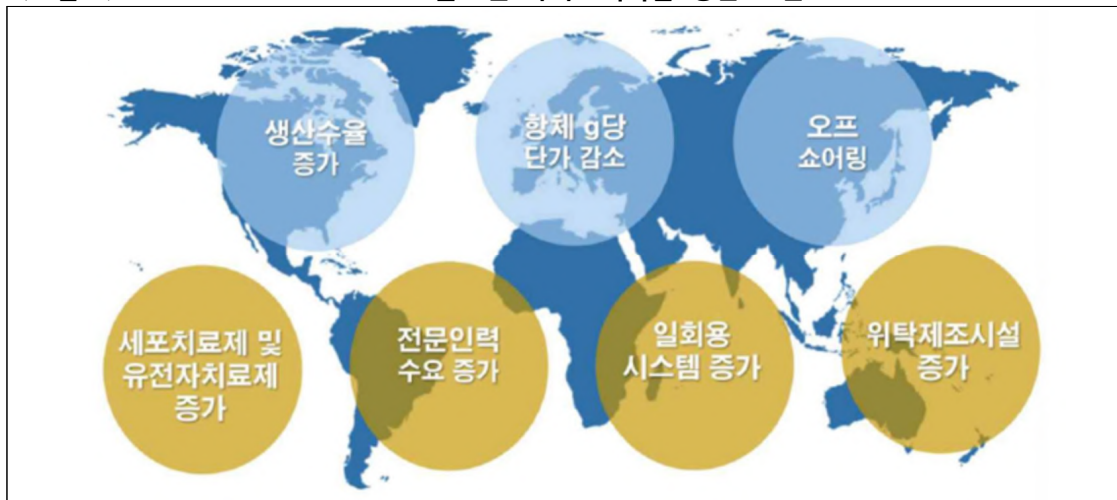 생산수율
증가
항체 g당
단가 감소
오프
쇼어링
세포치료제 및
유전자치료제
증가
전문인력
수요 증가
일회용
시스템 증가
위탁제조시설
증가